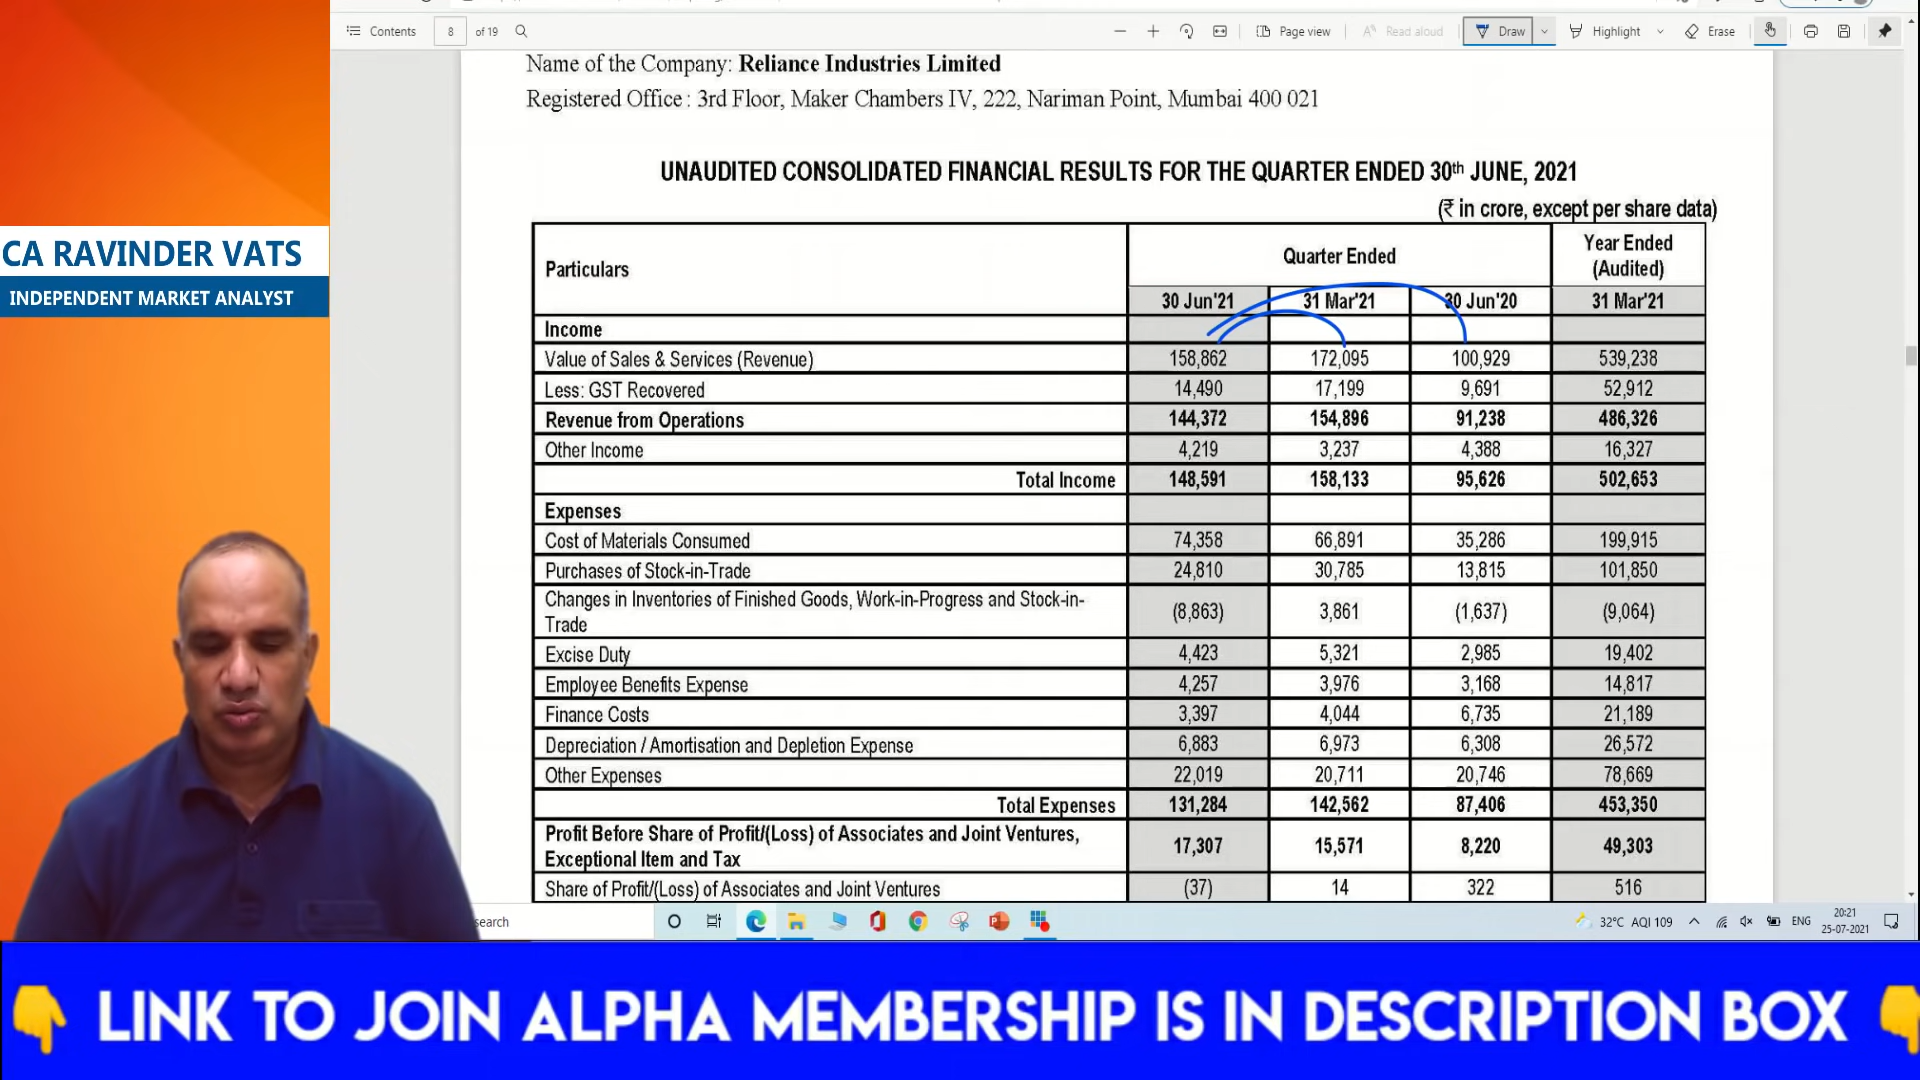 Contents
8
of 19
Page view
Read aloud
Draw
Highlight
Erase
Name of the Company: Reliance Industries Limited
Registered Office : 3rd Floor, Maker Chambers IV, 222, Nariman Point, Mumbai 400 021
UNAUDITED CONSOLIDATED FINANCIAL RESULTS FOR THE QUARTER ENDED 30th JUNE, 2021
(₹ in crore, except per share data)
Particulars
Quarter Ended
Year Ended
(Audited)
30 Jun'21 31 Mar'21 30 Jun'20 31 Mar'21
Income
Value of Sales & Services (Revenue) 158,862 172,095 100,929 539,238
Less: GST Recovered 14,490 17,199 9,691 52,912
Revenue from Operations 144,372 154,896 91,238 486,326
Other Income 4,219 3,237 4,388 16,327
Total Income 148,591 158,133 95,626 502,653
Expenses
Cost of Materials Consumed 74,358 66,891 35,286 199,915
Purchases of Stock-in-Trade 24,810 30,785 13,815 101,850
Changes in Inventories of Finished Goods, Work-in-Progress and Stock-in-
Trade (8,863) 3,861 (1,637) (9,064)
Excise Duty 4,423 5,321 2,985 19,402
Employee Benefits Expense 4,257 3,976 3,168 14,817
Finance Costs 3,397 4,044 6,735 21,189
Depreciation / Amortisation and Depletion Expense 6,883 6,973 6,308 26,572
Other Expenses 22,019 20,711 20,746 78,669
Total Expenses 131,284 142,562 87,406 453,350
Profit Before Share of Profit/(Loss) of Associates and Joint Ventures,
Exceptional Item and Tax 17,307 15,571 8,220 49,303
Share of Profit/(Loss) of Associates and Joint Ventures (37) 14 322 516
CA RAVINDER VATS
INDEPENDENT MARKET ANALYST
search
32°C AQI 109
ENG
20:21
25-07-2021
LINK TO JOIN ALPHA MEMBERSHIP IS IN DESCRIPTION BOX